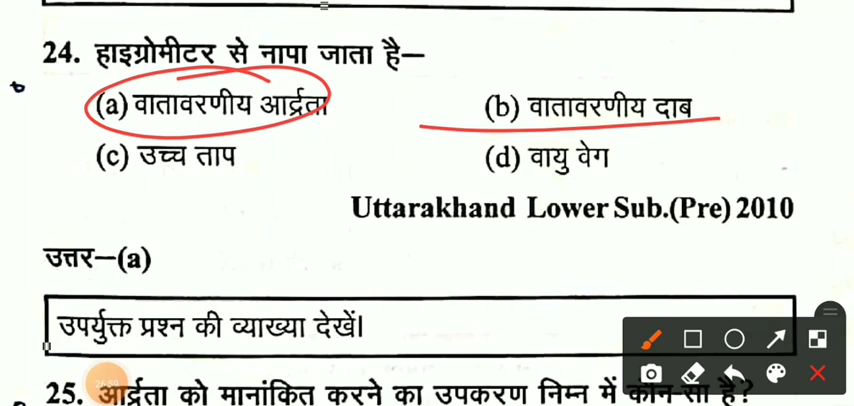 24. हाइग्रोमीटर से नापा जाता है—
(a) वातावरणीय आर्द्रता (b) वातावरणीय दाब
(c) उच्च ताप (d) वायु वेग
Uttarakhand Lower Sub.(Pre) 2010
उत्तर—(a)
उपर्युक्त प्रश्न की व्याख्या देखें।
25. आर्द्रता को मानांकित करने का उपकरण निम्न में कौन-सा है?